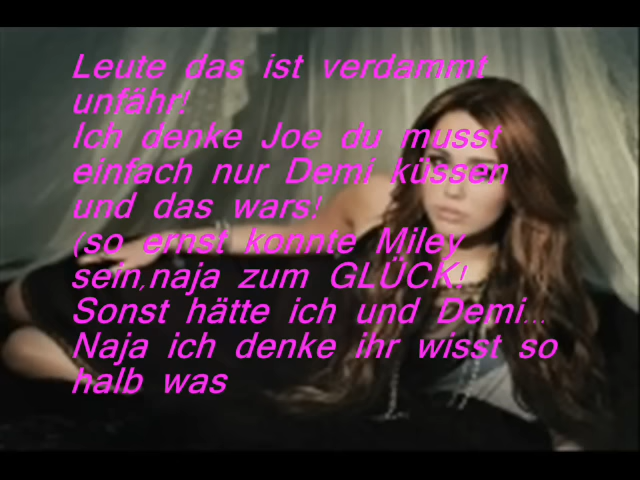 Leute das ist verdammt
unfähr!
Ich denke Joe du musst
einfach nur Demi küssen
und das wars!
(so ernst konnte Miley
sein,naja zum GLÜCK!
Sonst hätte ich und Demi...
Naja ich denke ihr wisst so
halb was